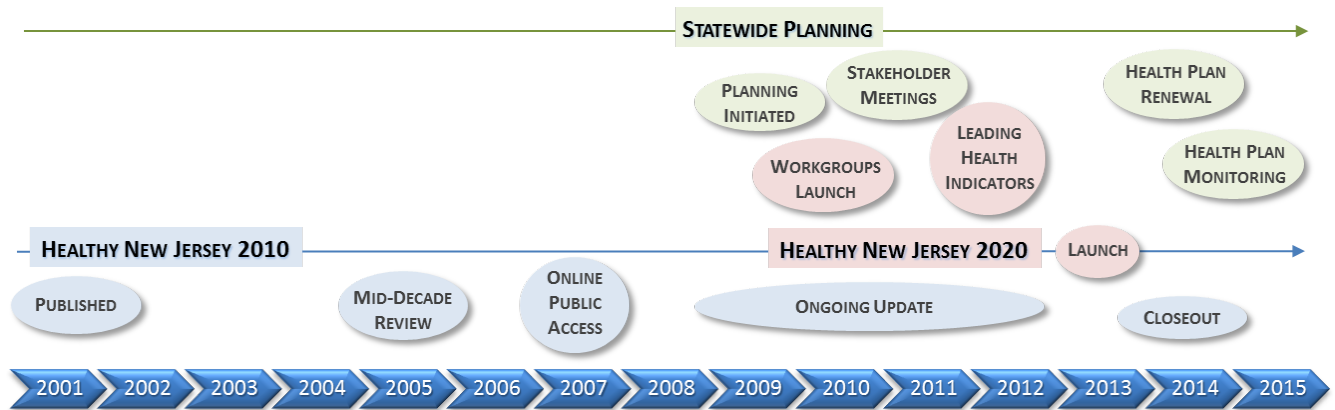 STATEWIDE PLANNING
PLANNING
INITIATED
STAKEHOLDER
MEETINGS
HEALTH PLAN
RENEWAL
WORKGROUPS
LAUNCH
LEADING
HEALTH
INDICATORS
HEALTH PLAN
MONITORING
HEALTHY NEW JERSEY 2010
HEALTHY NEW JERSEY 2020
LAUNCH
PUBLISHED
MID-DECADE
REVIEW
ONLINE
PUBLIC
ACCESS
ONGOING UPDATE
CLOSEOUT
2001 2002 2003 2004 2005 2006 2007 2008 2009 2010 2011 2012 2013 2014 2015